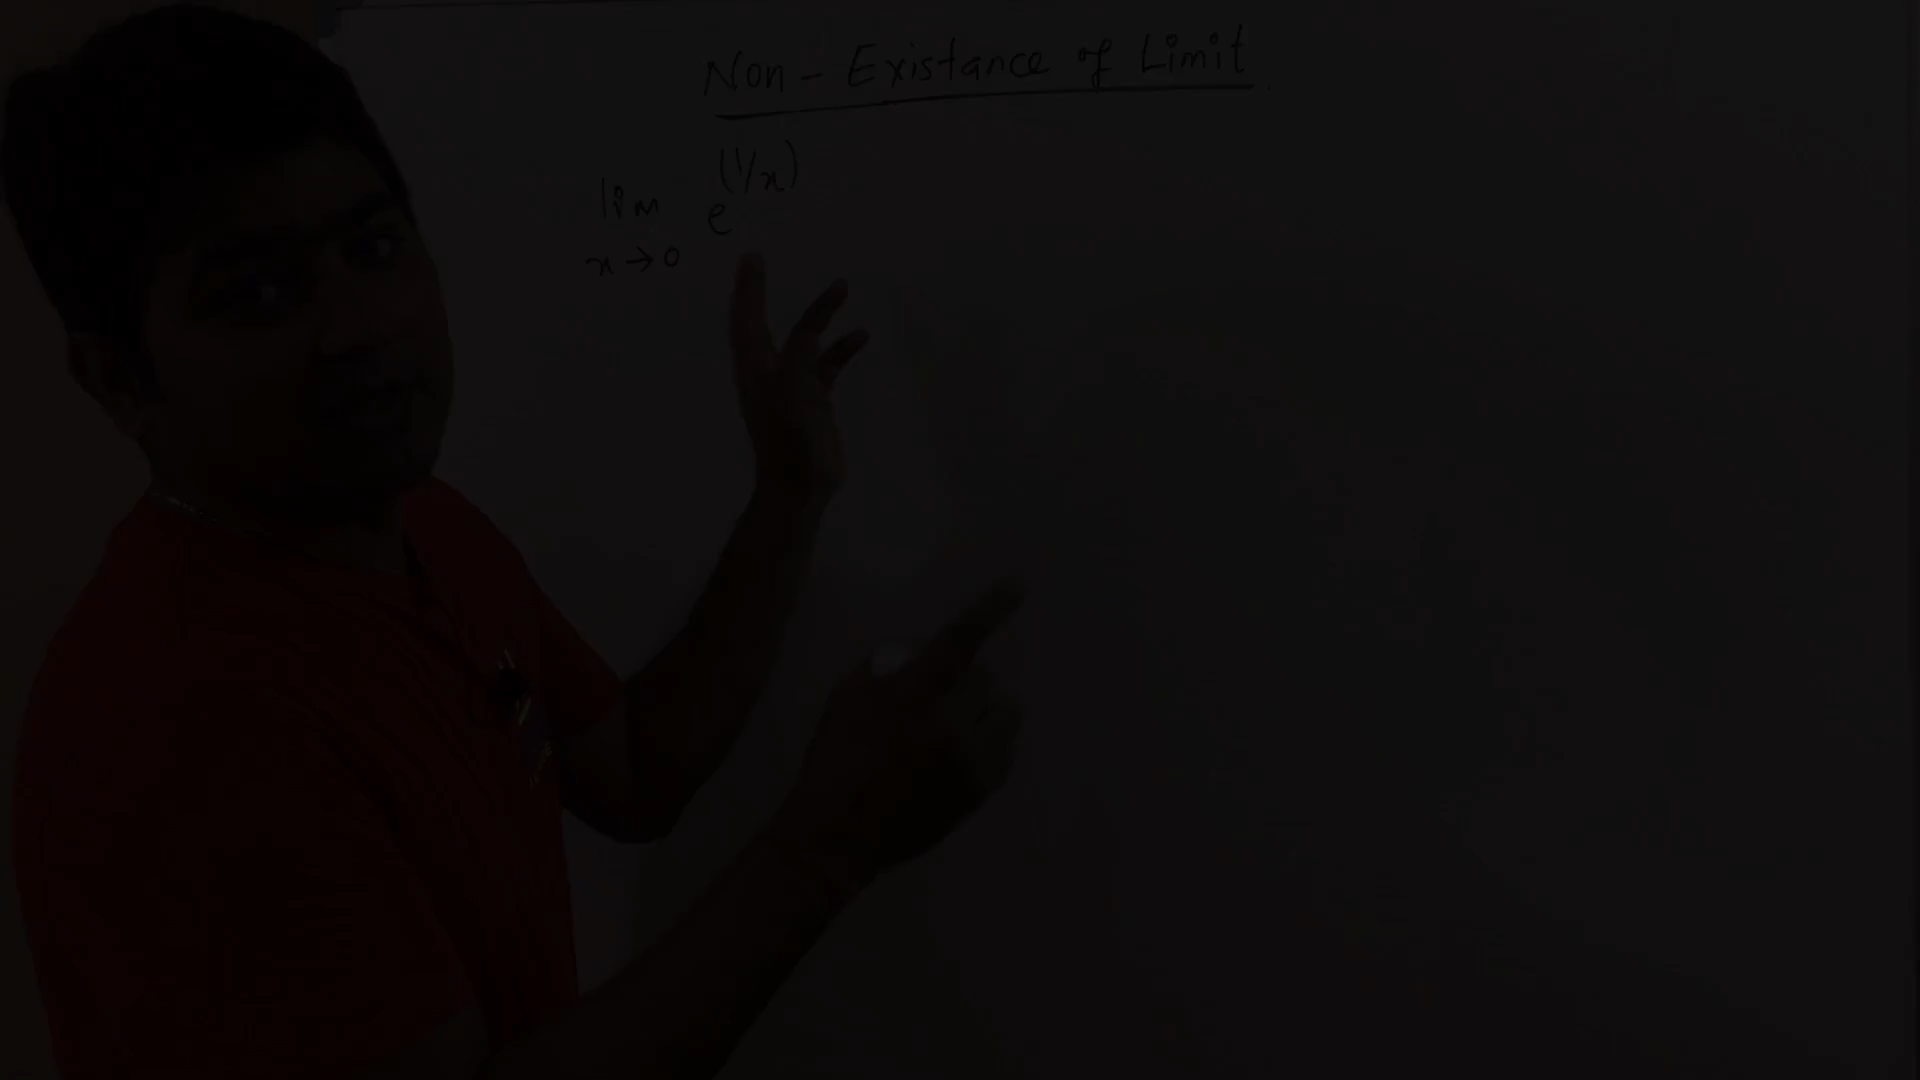 Non - Existance of Limit
lim e^(1/x)
x → 0